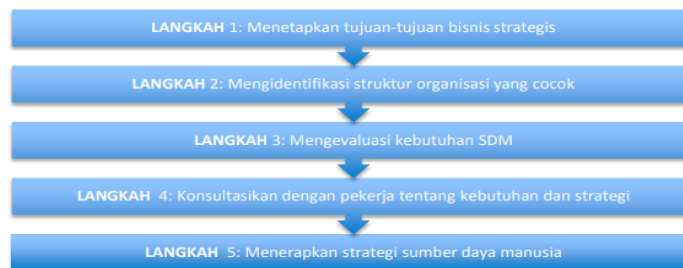 LANGKAH 1: Menetapkan tujuan-tujuan bisnis strategis
LANGKAH 2: Mengidentifikasi struktur organisasi yang cocok
LANGKAH 3: Mengevaluasi kebutuhan SDM
LANGKAH 4: Konsultasikan dengan pekerja tentang kebutuhan dan strategi
LANGKAH 5: Menerapkan strategi sumber daya manusia